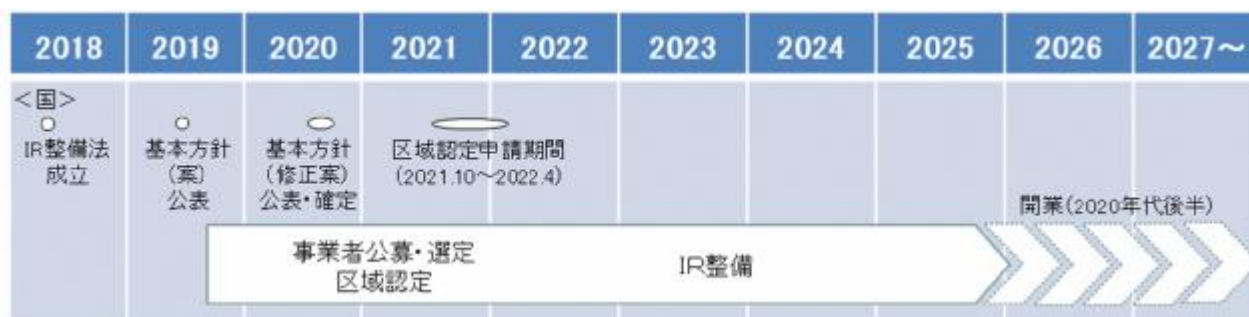 2018 2019 2020 2021 2022 2023 2024 2025 2026 2027～
＜国＞
IR整備法
成立
基本方針
(案)
公表
基本方針
(修正案)
公表・確定
区域認定申請期間
(2021.10～2022.4)
開業(2020年代後半)
事業者公募・選定
区域認定
IR整備